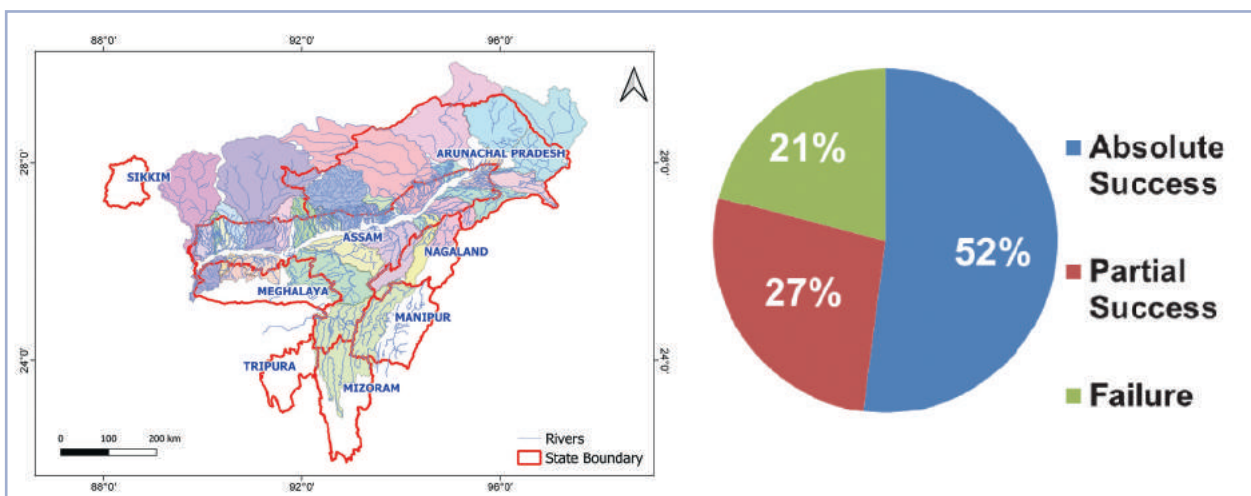 88°0'
92°0'
96°0'
28°0'
28°0'
ARUNACHAL PRADESH
SIKKIM
ASSAM
NAGALAND
MEGHALAYA
MANIPUR
24°0'
24°0'
TRIPURA
MIZORAM
0 100 200 km
Rivers
State Boundary
88°0'
92°0'
96°0'
21%
52%
27%
Absolute
Success
Partial
Success
Failure